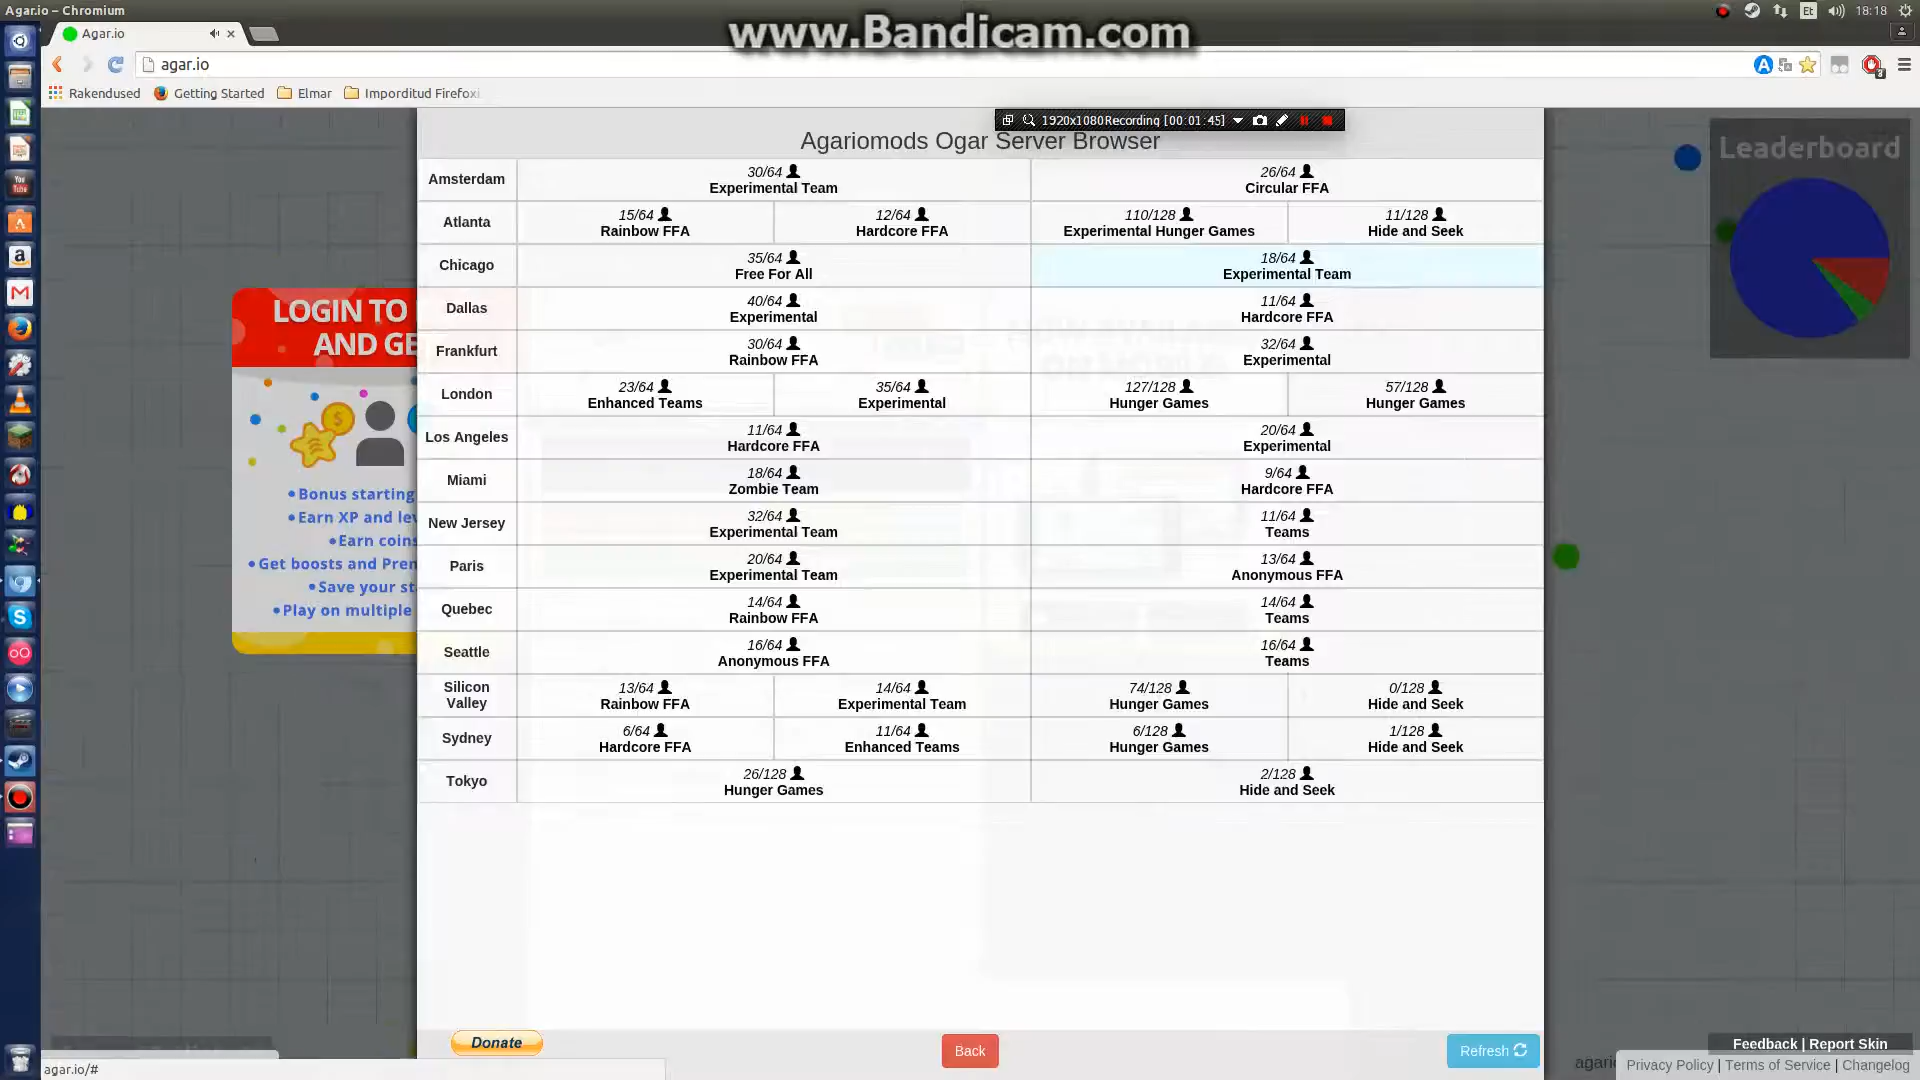 Agar.io – Chromium
www.Bandicam.com
Et
18:18
Agar.io
agar.io
Rakendused
Getting Started
Elmar
Imporditud Firefoxi
1920x1080 Recording [00:01:45]
Agariomods Ogar Server Browser
Leaderboard
Amsterdam
30/64
Experimental Team
26/64
Circular FFA
Atlanta
15/64
Rainbow FFA
12/64
Hardcore FFA
110/128
Experimental Hunger Games
11/128
Hide and Seek
Chicago
35/64
Free For All
18/64
Experimental Team
Dallas
40/64
Experimental
11/64
Hardcore FFA
Frankfurt
30/64
Rainbow FFA
32/64
Experimental
London
23/64
Enhanced Teams
35/64
Experimental
127/128
Hunger Games
57/128
Hunger Games
Los Angeles
11/64
Hardcore FFA
20/64
Experimental
Miami
18/64
Zombie Team
9/64
Hardcore FFA
New Jersey
32/64
Experimental Team
11/64
Teams
Paris
20/64
Experimental Team
13/64
Anonymous FFA
Quebec
14/64
Rainbow FFA
14/64
Teams
Seattle
16/64
Anonymous FFA
16/64
Teams
Silicon
Valley
13/64
Rainbow FFA
14/64
Experimental Team
74/128
Hunger Games
0/128
Hide and Seek
Sydney
6/64
Hardcore FFA
11/64
Enhanced Teams
6/128
Hunger Games
1/128
Hide and Seek
Tokyo
26/128
Hunger Games
2/128
Hide and Seek
LOGIN TO
AND GE
• Bonus starting
• Earn XP and lev
• Earn coins
• Get boosts and Prem
• Save your st
• Play on multiple
Donate
Back
Refresh
Feedback | Report Skin
agari
Privacy Policy | Terms of Service | Changelog
agar.io/#